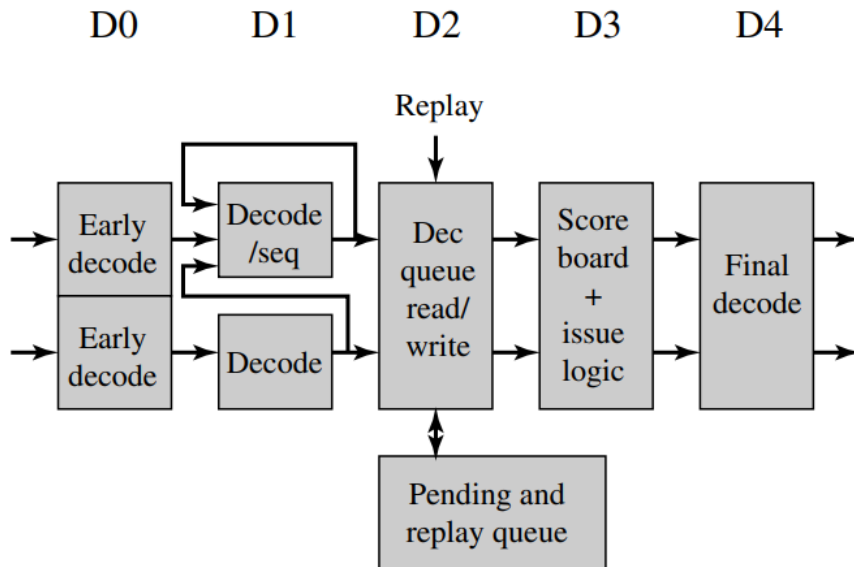 D0 D1 D2 D3 D4
Replay
Early
decode
Early
decode
Decode
/seq
Decode
Dec
queue
read/
write
Score
board
+
issue
logic
Final
decode
Pending and
replay queue